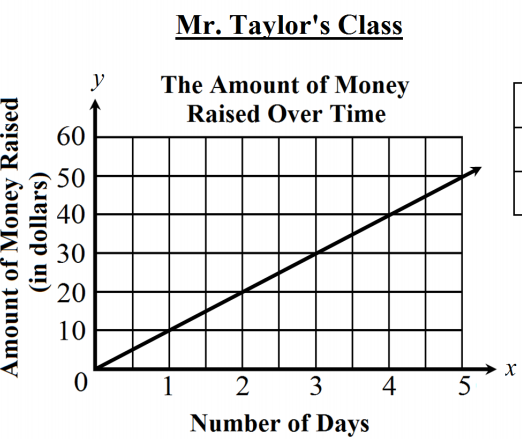 Mr. Taylor's Class
The Amount of Money
Raised Over Time
y
Amount of Money Raised
(in dollars)
60
50
40
30
20
10
0
1 2 3 4 5
x
Number of Days